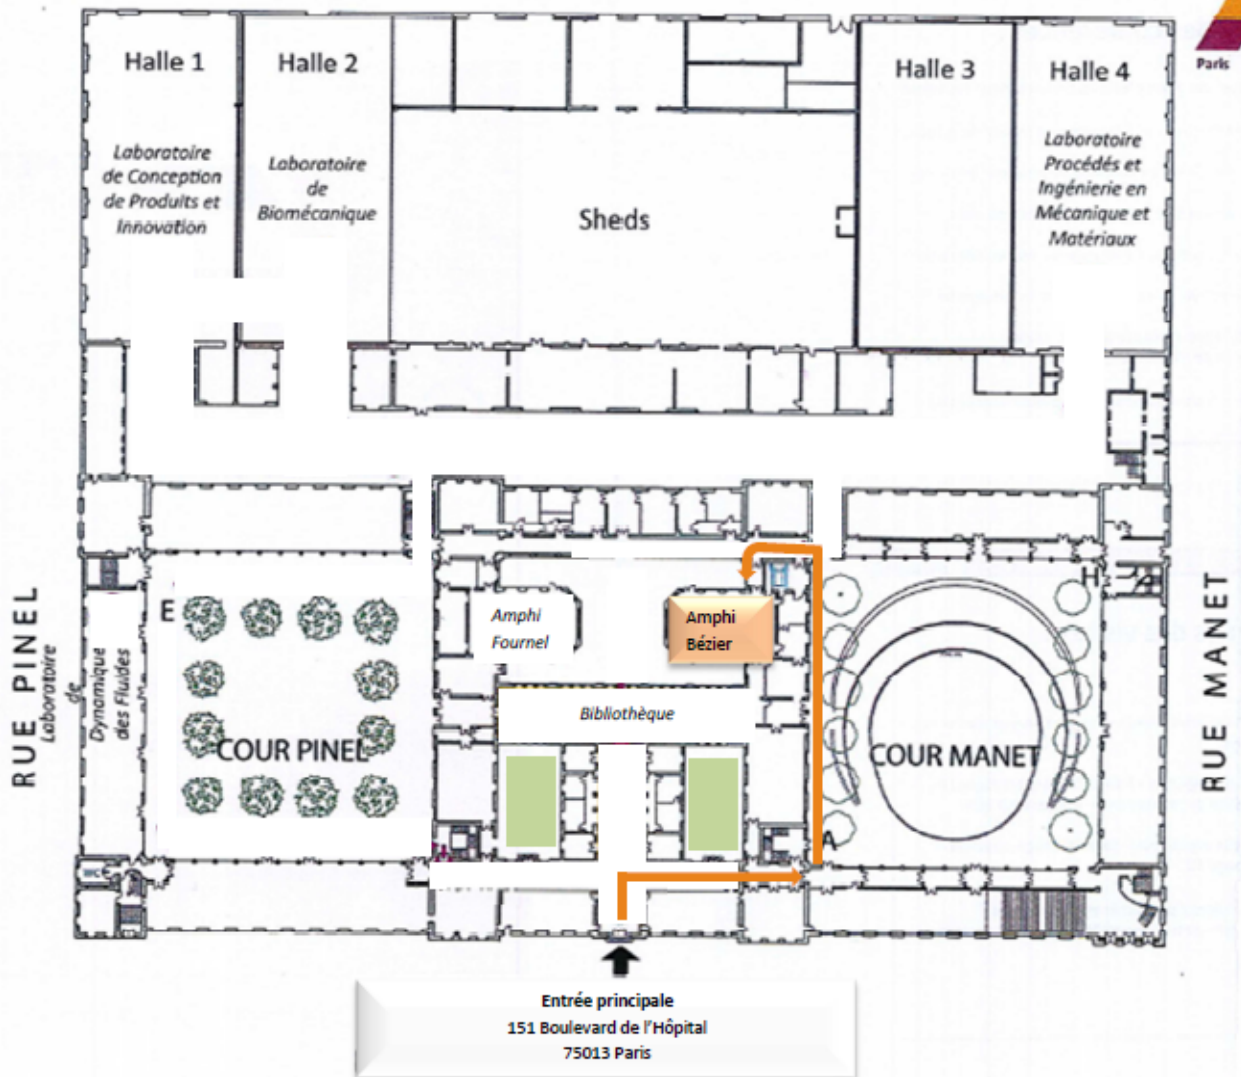 Paris
Halle 1
Halle 2
Halle 3
Halle 4
Laboratoire
de Conception
de Produits et
Innovation
Laboratoire
de
Biomécanique
Sheds
Laboratoire
Procédés et
Ingénierie en
Mécanique et
Matériaux
RUE PINEL
Laboratoire
de
Dynamique
des Fluides
E
Amphi
Fournel
Amphi
Bézier
H
RUE MANET
Bibliothèque
COUR PINEL
COUR MANET
A
WC
Entrée principale
151 Boulevard de l'Hôpital
75013 Paris